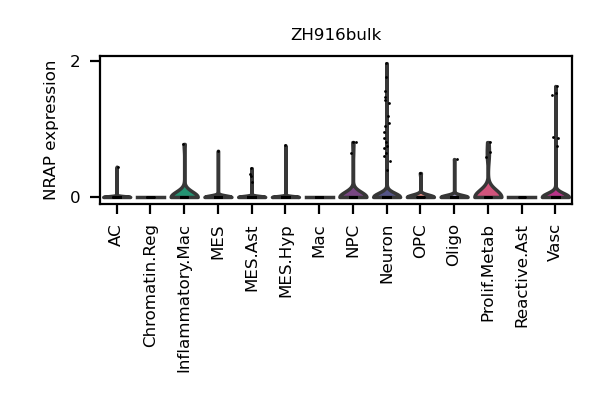 ZH916bulk
NRAP expression
2
0
AC
Chromatin.Reg
Inflammatory.Mac
MES
MES.Ast
MES.Hyp
Mac
NPC
Neuron
OPC
Oligo
Prolif.Metab
Reactive.Ast
Vasc